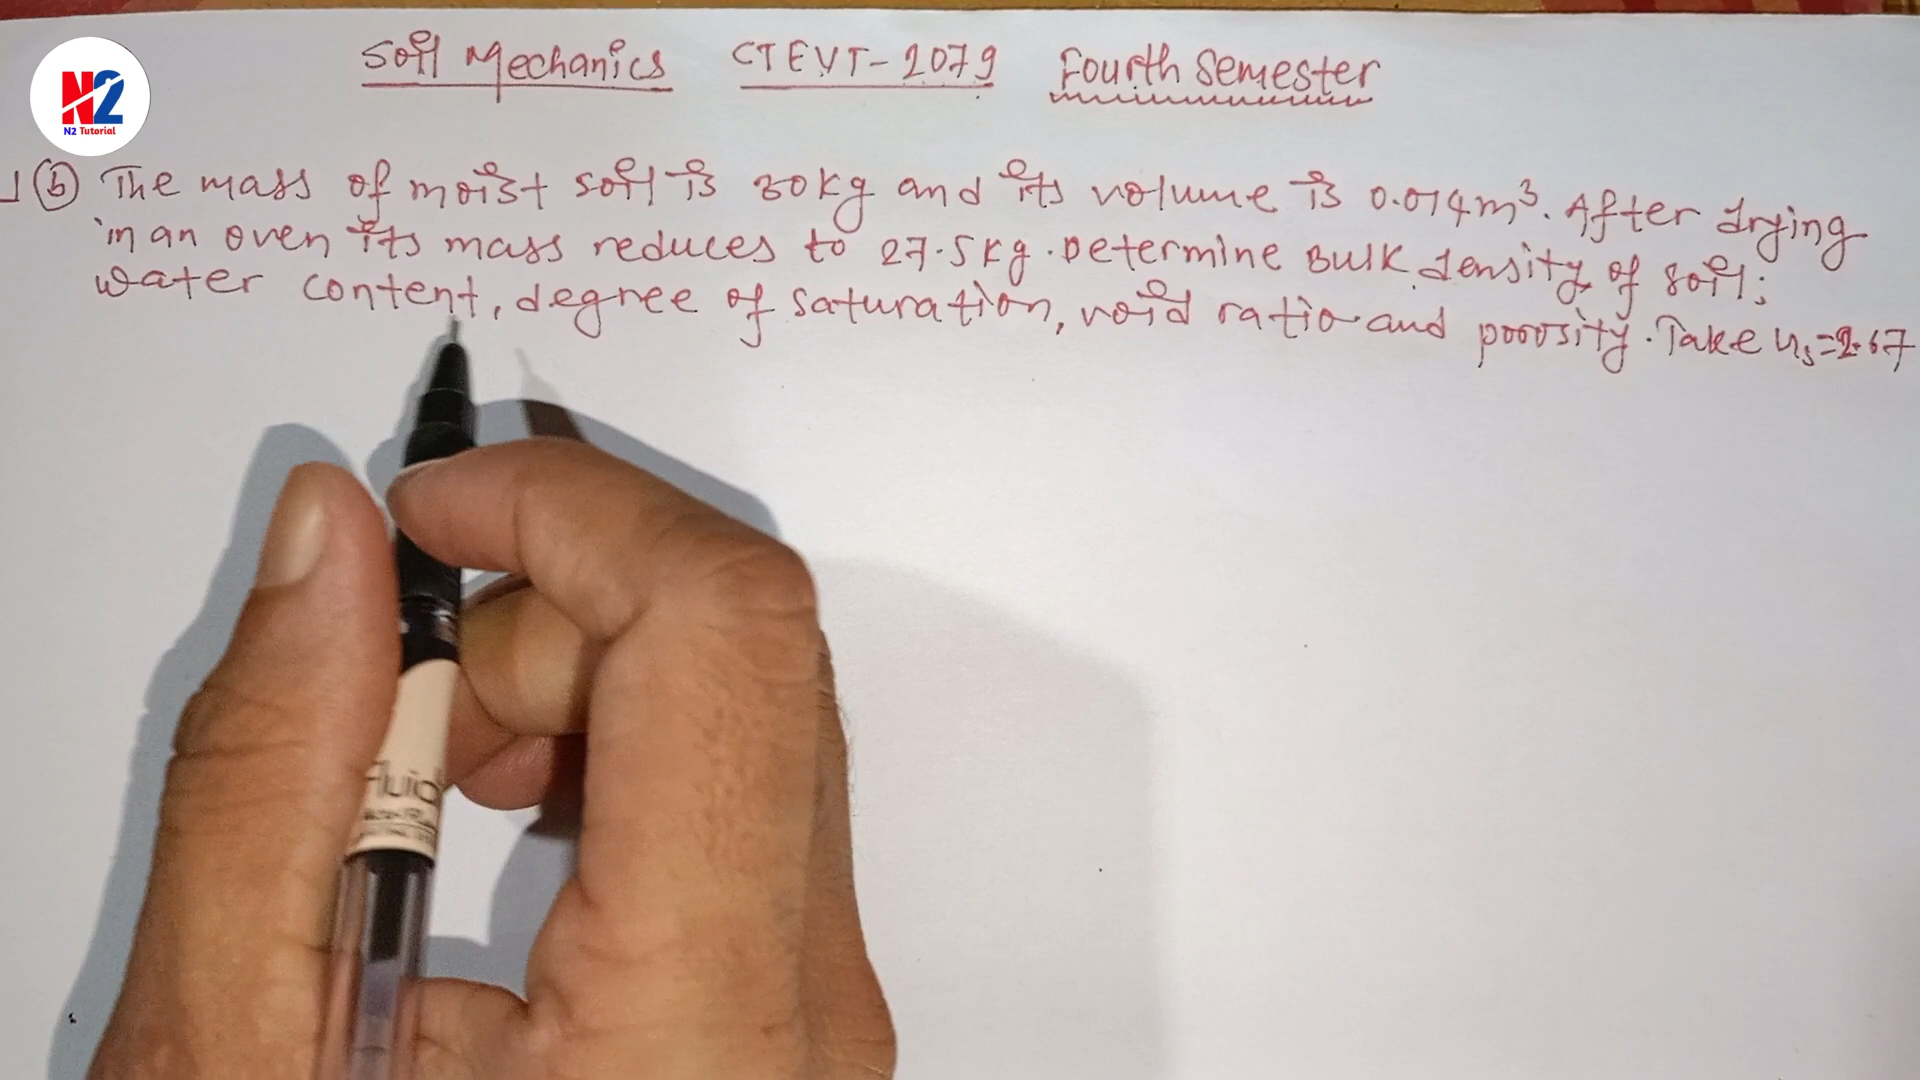 N2
N2 Tutorial
Soil Mechanics CTEVT-2079 Fourth Semester
1 (b) The mass of moist soil is 30kg and its volume is 0.014m³. After drying
in an oven its mass reduces to 27.5kg. Determine Bulk density of soil;
water content, degree of saturation, void ratio and porosity. Take Gs=2.67
Fluid